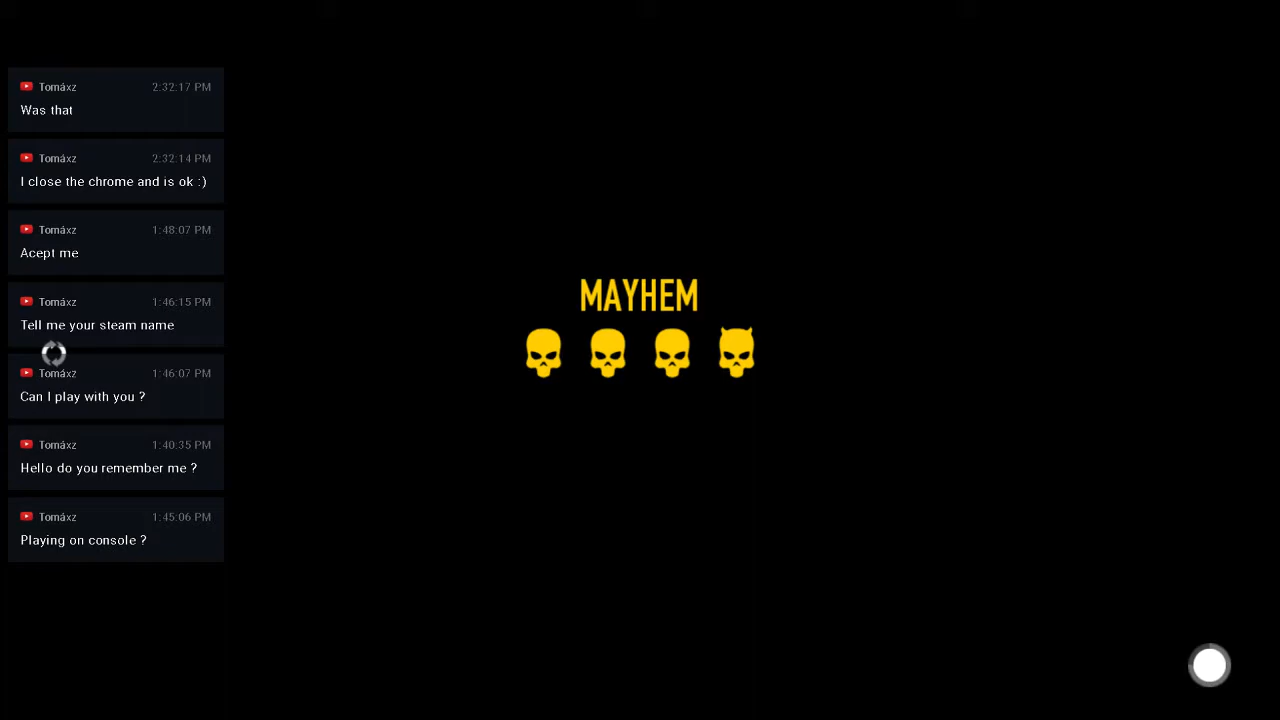 Tomáxz 2:32:17 PM
Was that
Tomáxz 2:32:14 PM
I close the chrome and is ok :)
Tomáxz 1:48:07 PM
Acept me
Tomáxz 1:46:15 PM
Tell me your steam name
Tomáxz 1:46:07 PM
Can I play with you ?
Tomáxz 1:40:35 PM
Hello do you remember me ?
Tomáxz 1:45:06 PM
Playing on console ?
MAYHEM